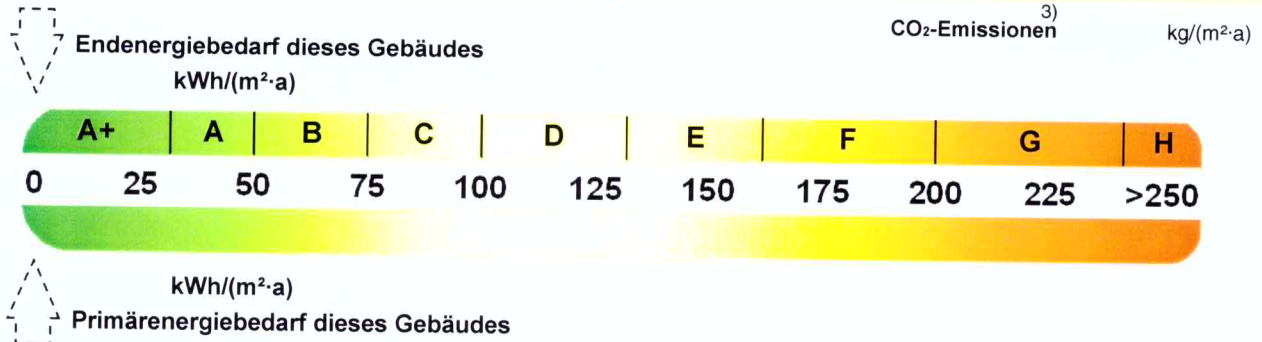 3)
CO₂-Emissionen kg/(m²·a)
Endenergiebedarf dieses Gebäudes
kWh/(m²·a)
A+ A B C D E F G H
0 25 50 75 100 125 150 175 200 225 >250
kWh/(m²·a)
Primärenergiebedarf dieses Gebäudes